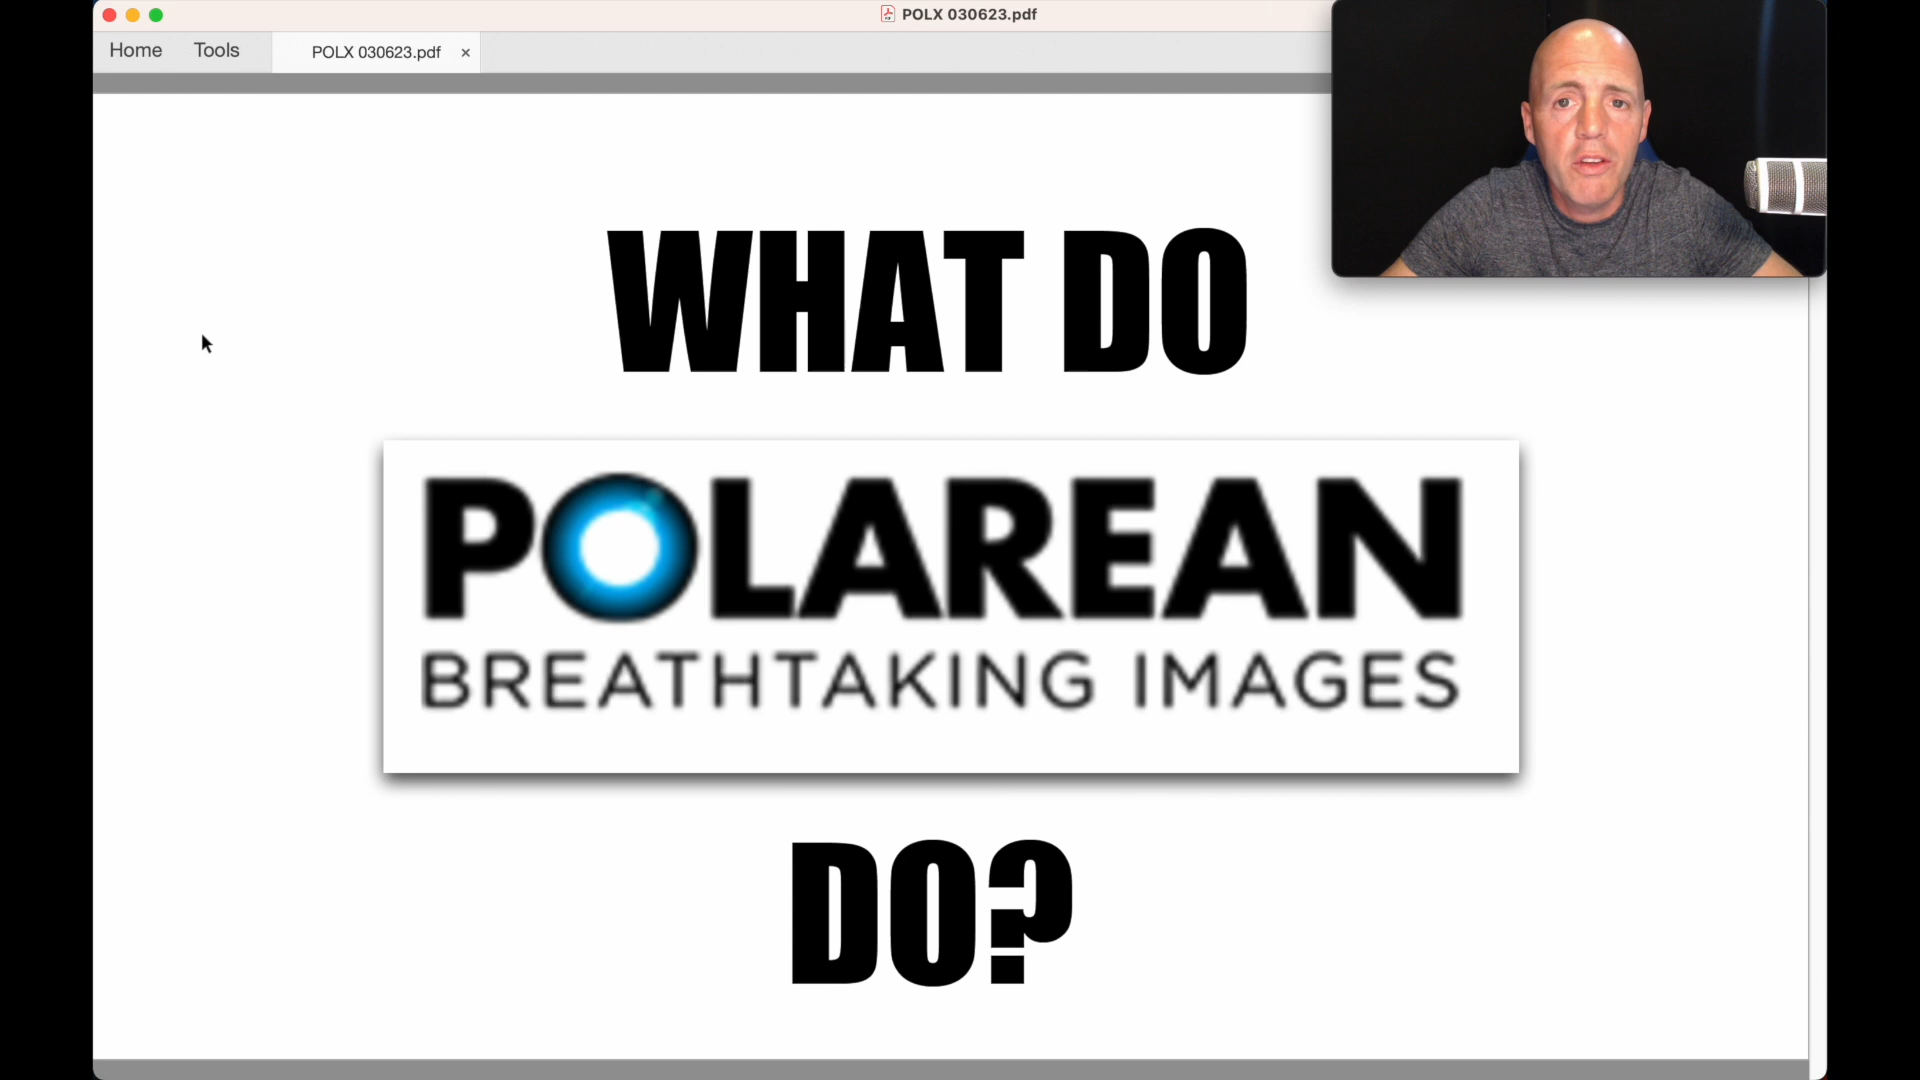 POLX 030623.pdf
Home Tools POLX 030623.pdf ×
WHAT DO
POLAREAN
BREATHTAKING IMAGES
DO?